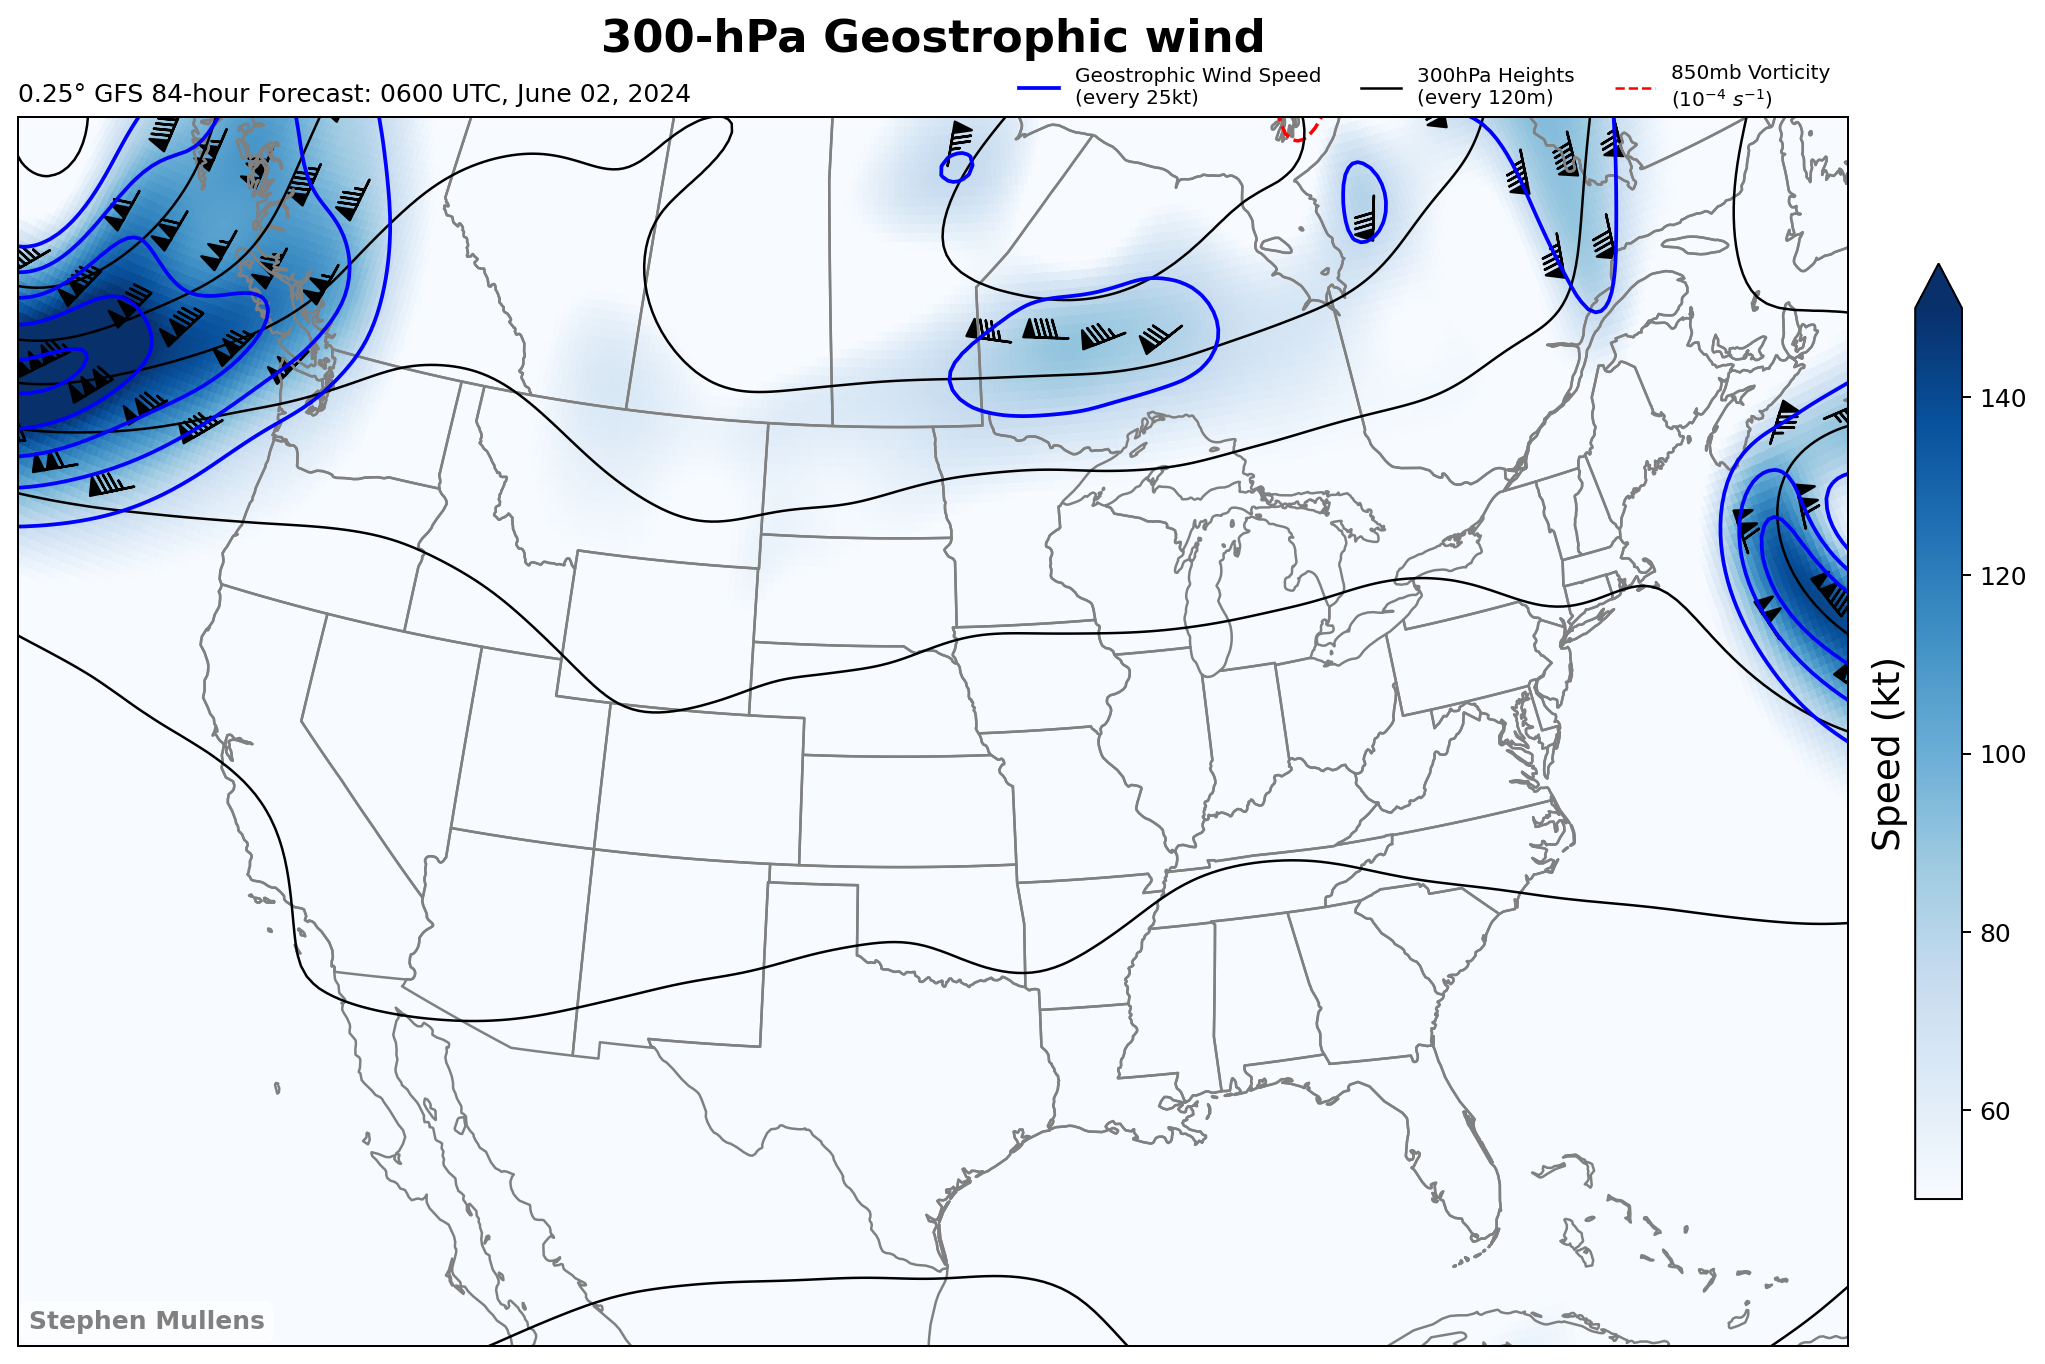 300-hPa Geostrophic wind
0.25° GFS 84-hour Forecast: 0600 UTC, June 02, 2024
Geostrophic Wind Speed
(every 25kt)
300hPa Heights
(every 120m)
850mb Vorticity
(10⁻⁴ s⁻¹)
140
120
100
80
60
Speed (kt)
Stephen Mullens